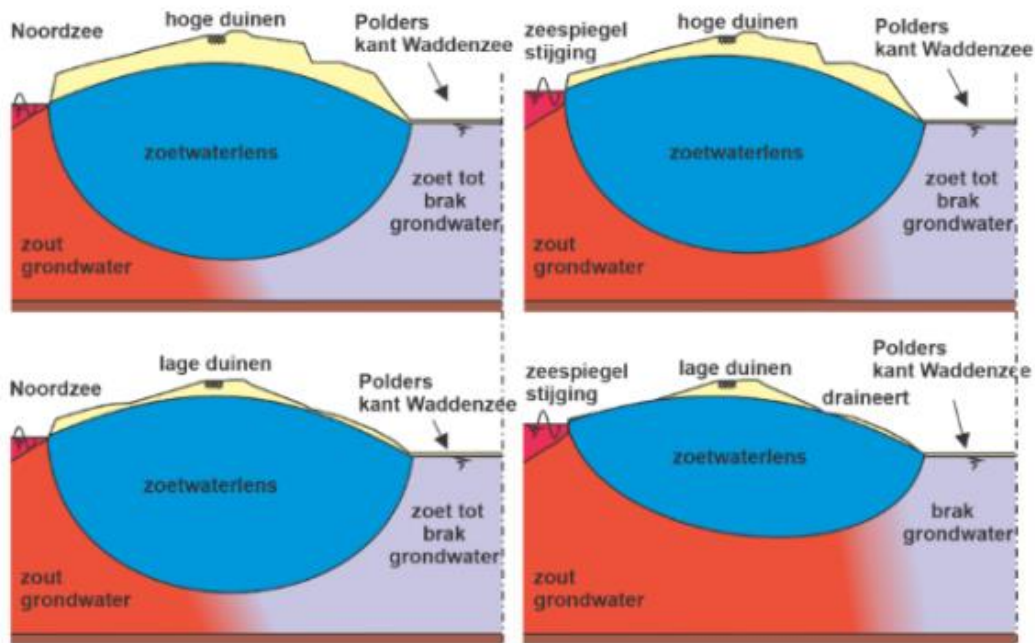 Noordzee
hoge duinen
Polders
kant Waddenzee
zoetwaterlens
zoet tot
brak
grondwater
zout
grondwater
zeespiegel
stijging
hoge duinen
Polders
kant Waddenzee
zoetwaterlens
zoet tot
brak
grondwater
zout
grondwater
Noordzee
lage duinen
Polders
kant Waddenzee
zoetwaterlens
zoet tot
brak
grondwater
zout
grondwater
zeespiegel
stijging
lage duinen
Polders
kant Waddenzee
draineert
zoetwaterlens
brak
grondwater
zout
grondwater